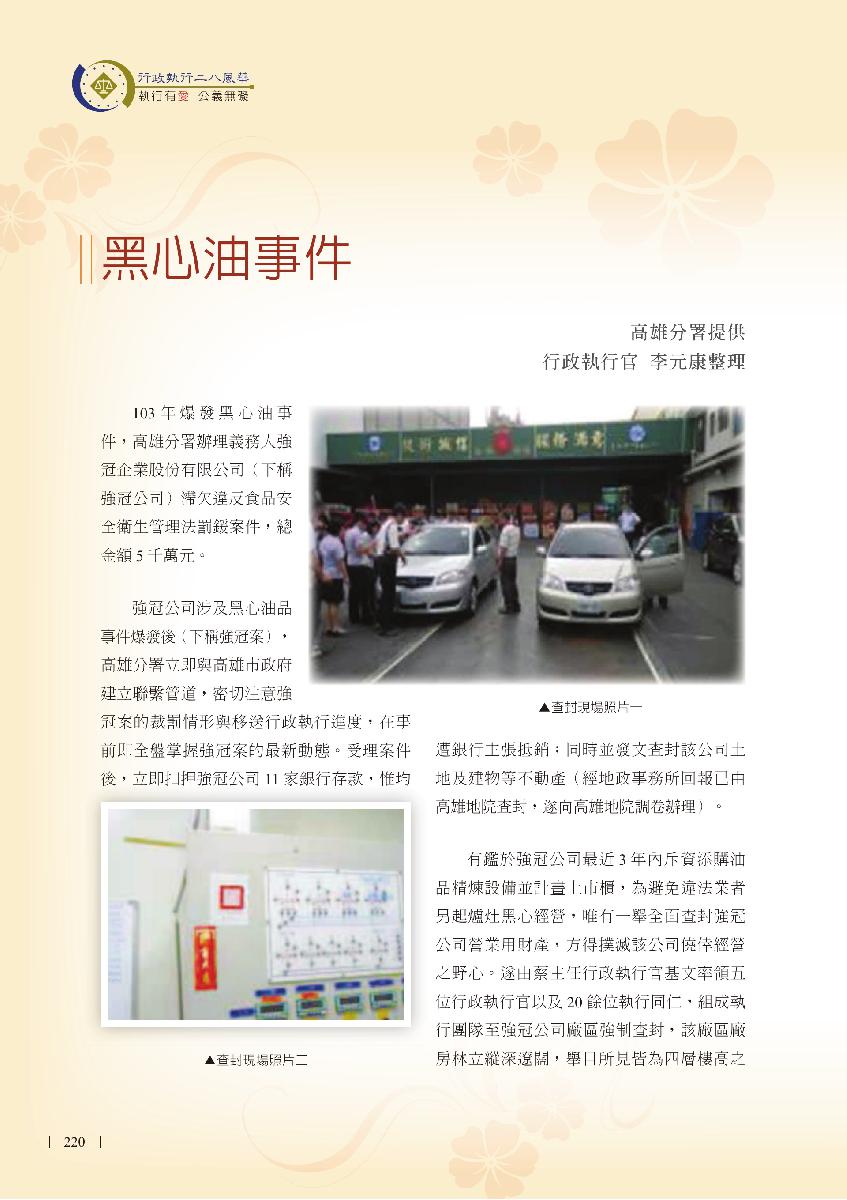 行政執行二八風華
執行有愛 公義無礙
黑心油事件
高雄分署提供
行政執行官 李元康整理
103 年爆發黑心油事
件，高雄分署辦理義務人強
冠企業股份有限公司（下稱
強冠公司）滯欠違反食品安
全衛生管理法罰鍰案件，總
金額 5 千萬元。
強冠公司涉及黑心油品
事件爆發後（下稱強冠案），
高雄分署立即與高雄市政府
建立聯繫管道，密切注意強
冠案的裁罰情形與移送行政執行進度，在事
前即全盤掌握強冠案的最新動態。受理案件
後，立即扣押強冠公司 11 家銀行存款，惟均
技術誠信
服務滿意
▲查封現場照片一
▲查封現場照片二
遭銀行主張抵銷；同時並發文查封該公司土
地及建物等不動產（經地政事務所回報已由
高雄地院查封，遂向高雄地院調卷辦理）。
有鑑於強冠公司最近 3 年內斥資添購油
品精煉設備並計畫上市櫃，為避免違法業者
另起爐灶黑心經營，唯有一舉全面查封強冠
公司營業用財產，方得撲滅該公司僥倖經營
之野心。遂由蔡主任行政執行官基文率領五
位行政執行官以及 20 餘位執行同仁，組成執
行團隊至強冠公司廠區強制查封，該廠區廠
房林立縱深遼闊，舉目所見皆為四層樓高之
220